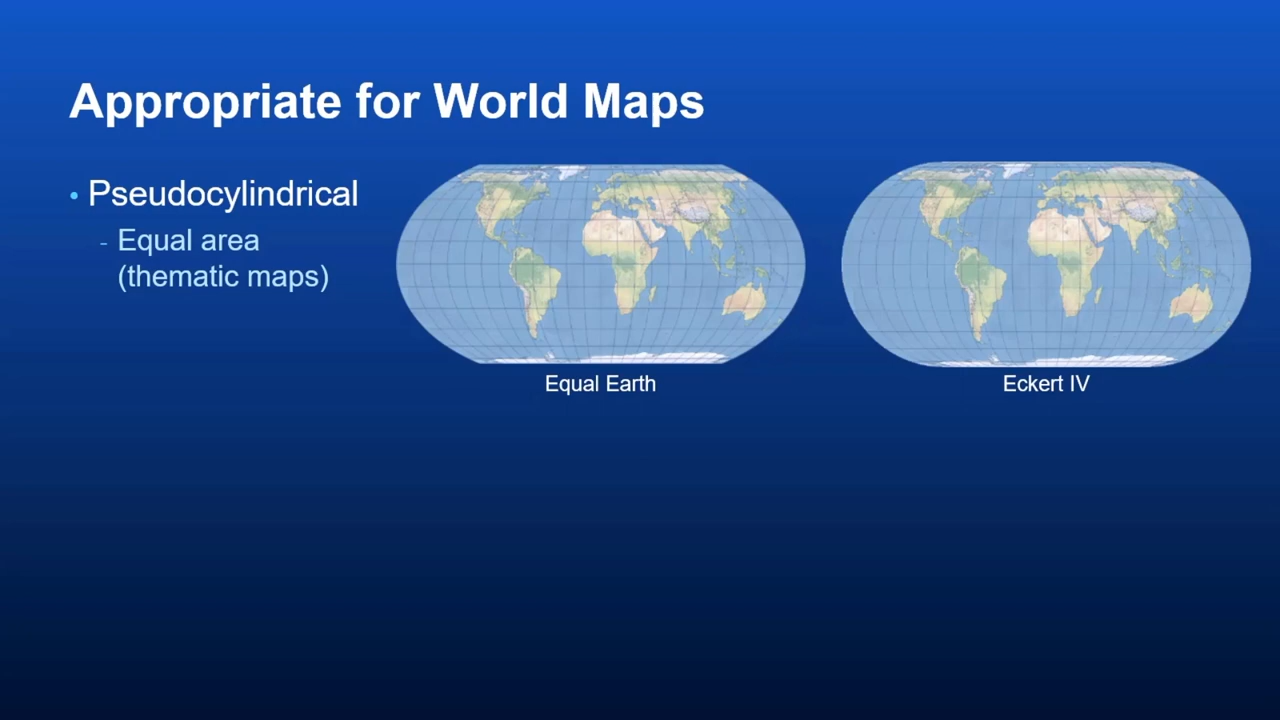 Appropriate for World Maps
• Pseudocylindrical
- Equal area
(thematic maps)
Equal Earth
Eckert IV